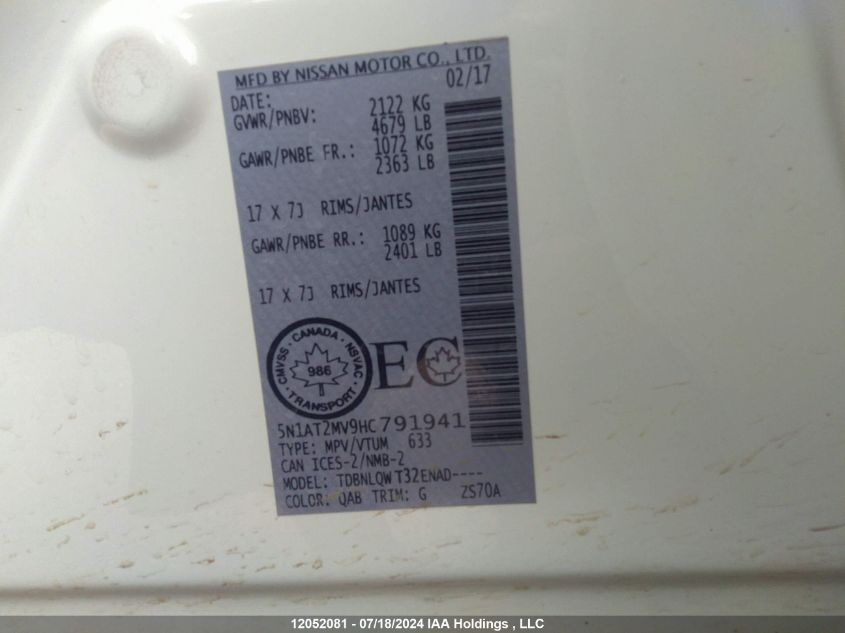 MFD BY NISSAN MOTOR CO., LTD.
DATE: 02/17
GVWR/PNBV: 2122 KG
4679 LB
GAWR/PNBE FR.: 1072 KG
2363 LB
17 X 7J RIMS/JANTES
GAWR/PNBE RR.: 1089 KG
2401 LB
17 X 7J RIMS/JANTES
CMVSS · CANADA · NSVAC · TRANSPORT ·
986
EC
5N1AT2MV9HC791941
TYPE: MPV/VTUM 633
CAN ICES-2/NMB-2
MODEL: TDBNLQWT32ENAD----
COLOR: QAB TRIM: G ZS70A
12052081 - 07/18/2024 IAA Holdings , LLC